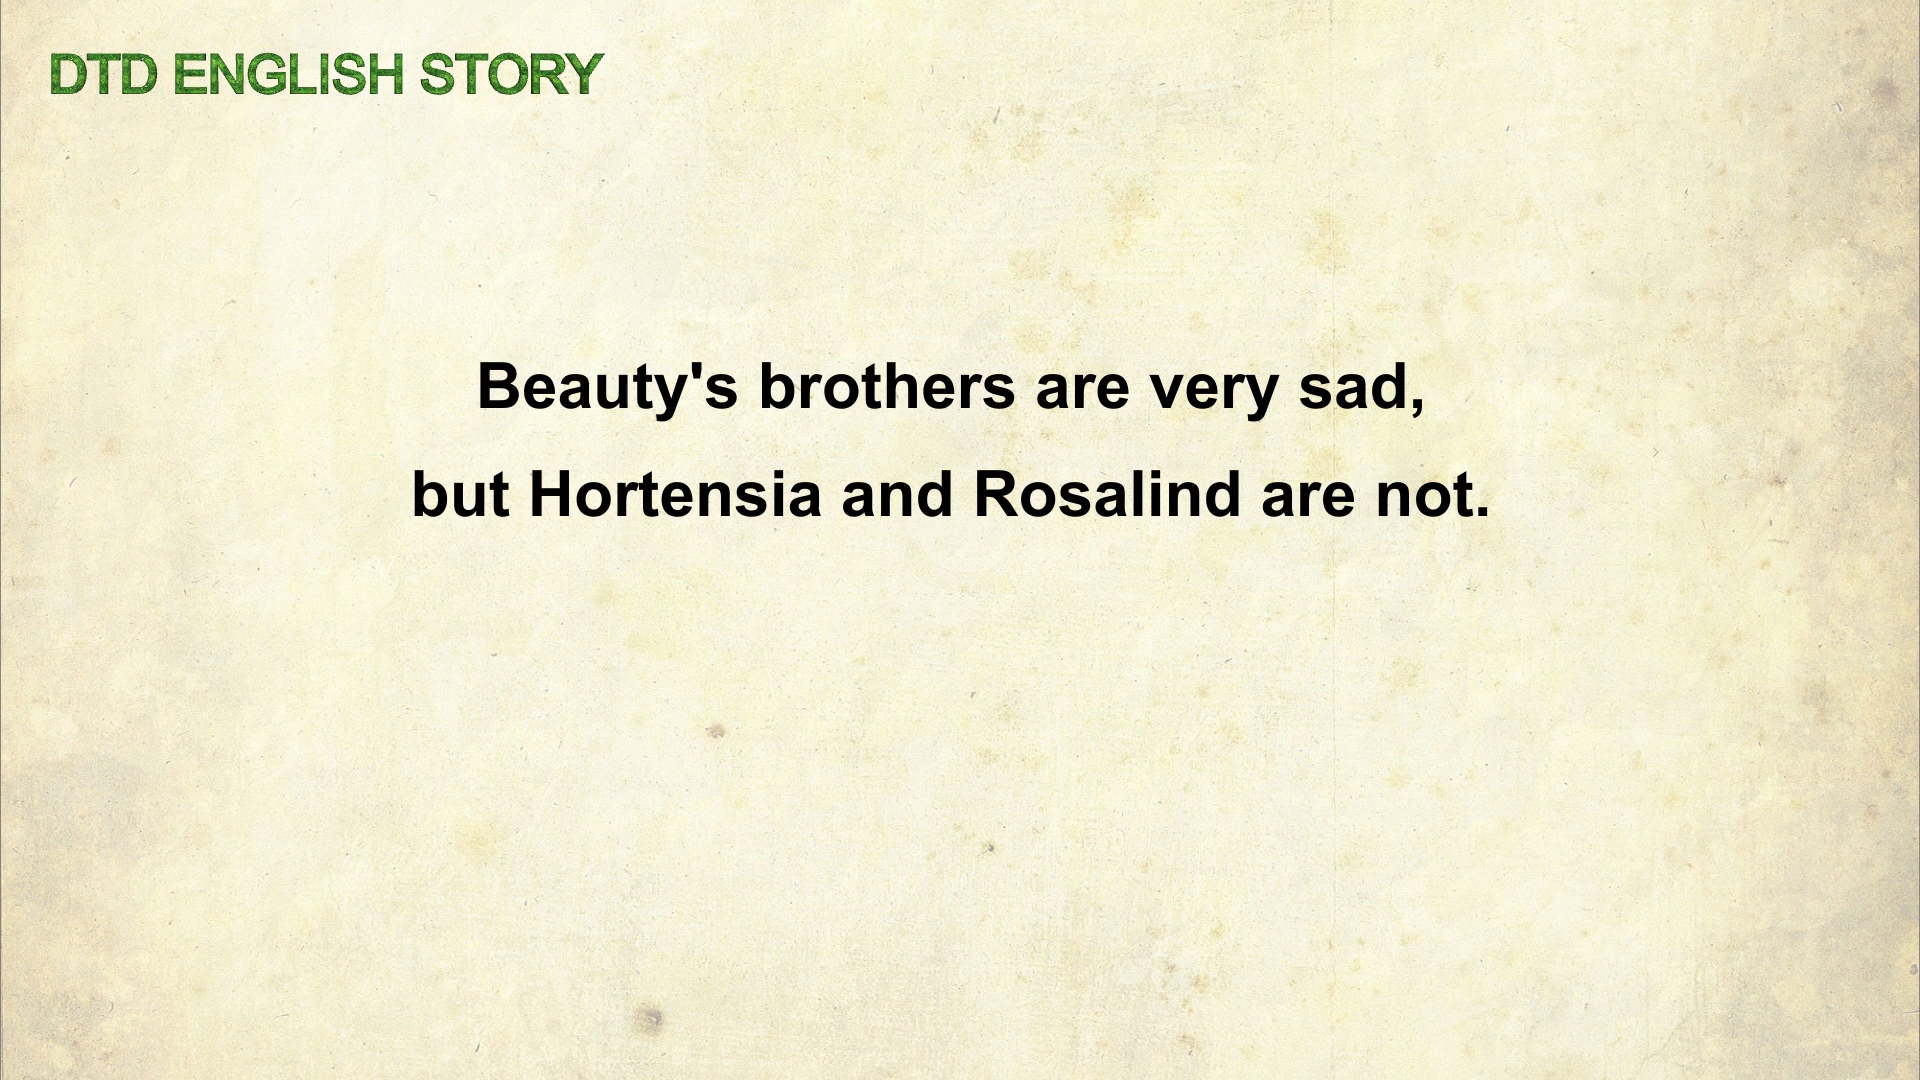 DTD ENGLISH STORY
Beauty's brothers are very sad,
but Hortensia and Rosalind are not.